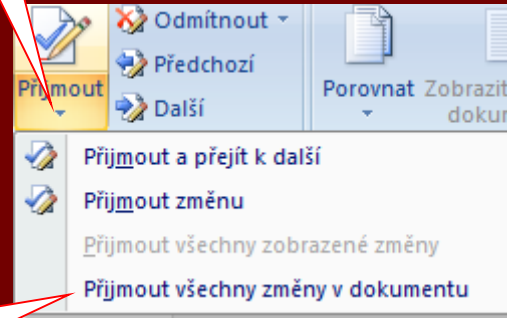 Odmítnout
Předchozí
Přijmout
Další
Porovnat
Zobrazit
Přijmout a přejít k další
Přijmout změnu
Přijmout všechny zobrazené změny
Přijmout všechny změny v dokumentu